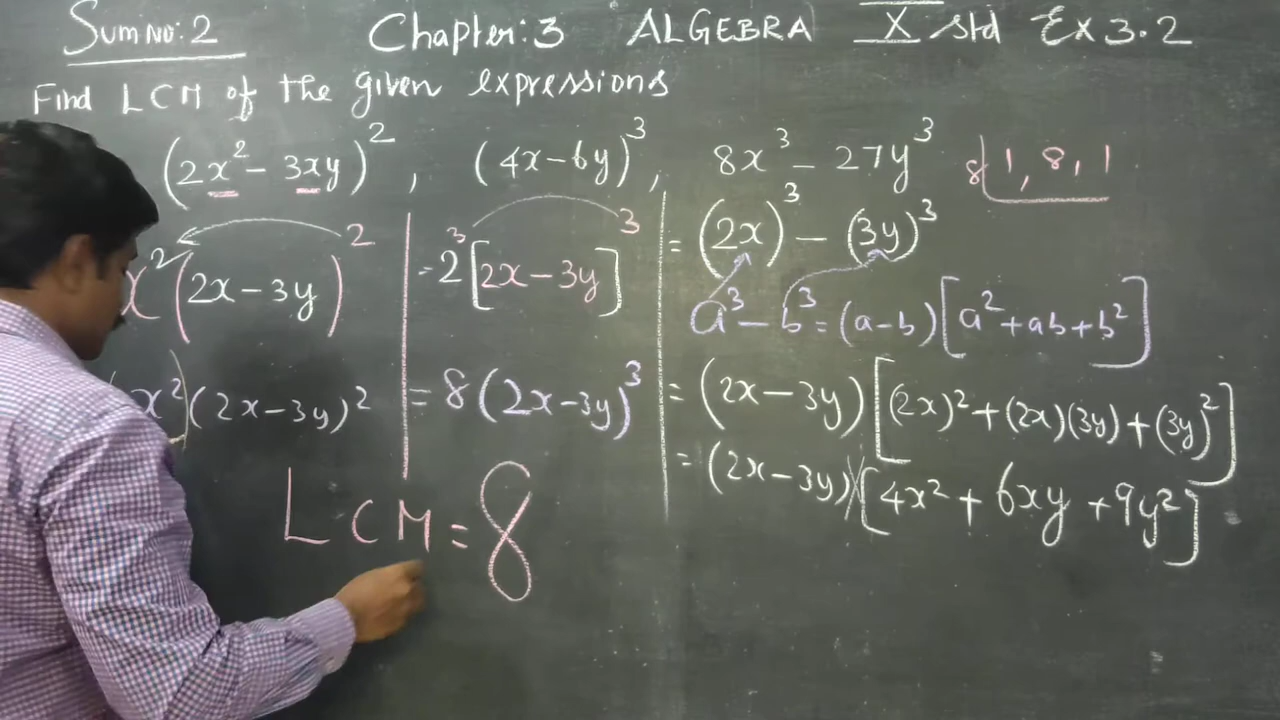 Sum No: 2 Chapter: 3 ALGEBRA X std Ex 3.2
Find LCM of the given expressions
(2x² - 3xy)², (4x-6y)³, 8x³ - 27y³ 8| 1, 8, 1
x²(2x-3y)² = 2³[2x-3y]³ = (2x)³ - (3y)³
a³ - b³ = (a-b)[a²+ab+b²]
x²)(2x-3y)² = 8(2x-3y)³ = (2x-3y)[(2x)²+(2x)(3y)+(3y)²]
= (2x-3y)[4x² + 6xy + 9y²]
LCM = 8